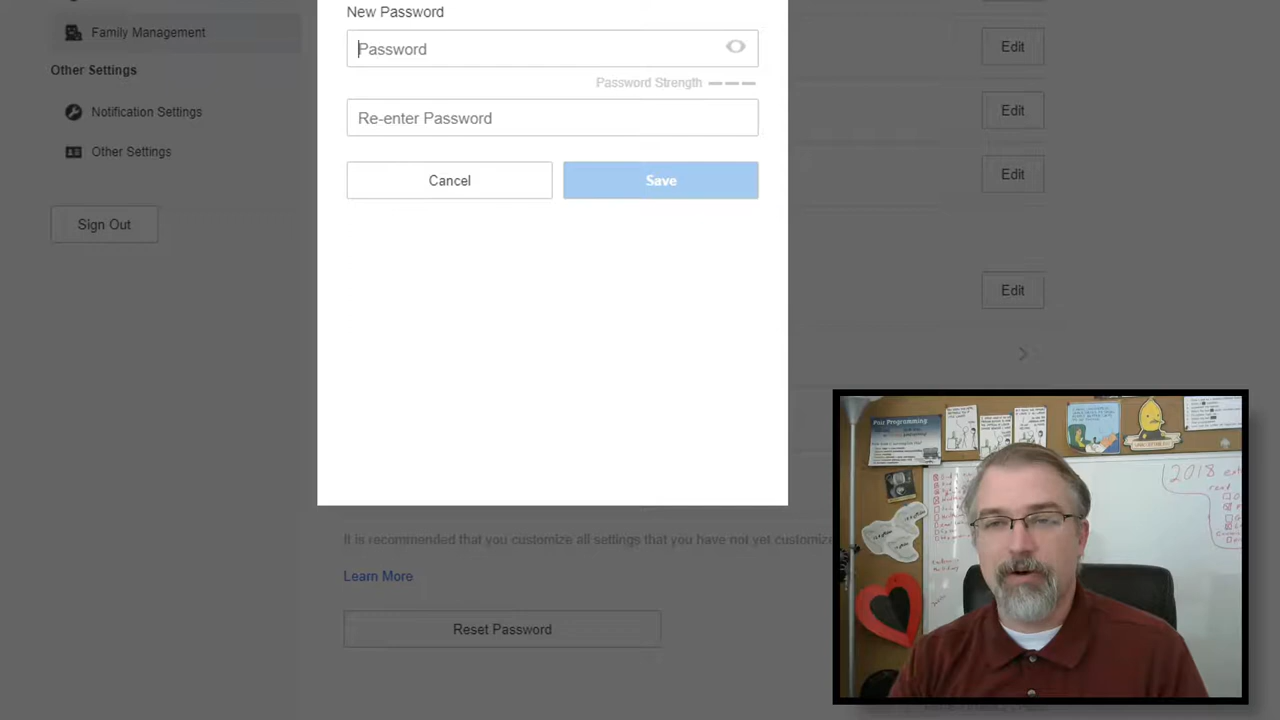 New Password
Family Management
Password
Edit
Other Settings
Password Strength
Notification Settings
Re-enter Password
Edit
Other Settings
Edit
Cancel
Save
Sign Out
Edit
It is recommended that you customize all settings that you have not yet customize
Learn More
Reset Password
Pair Programming
2018